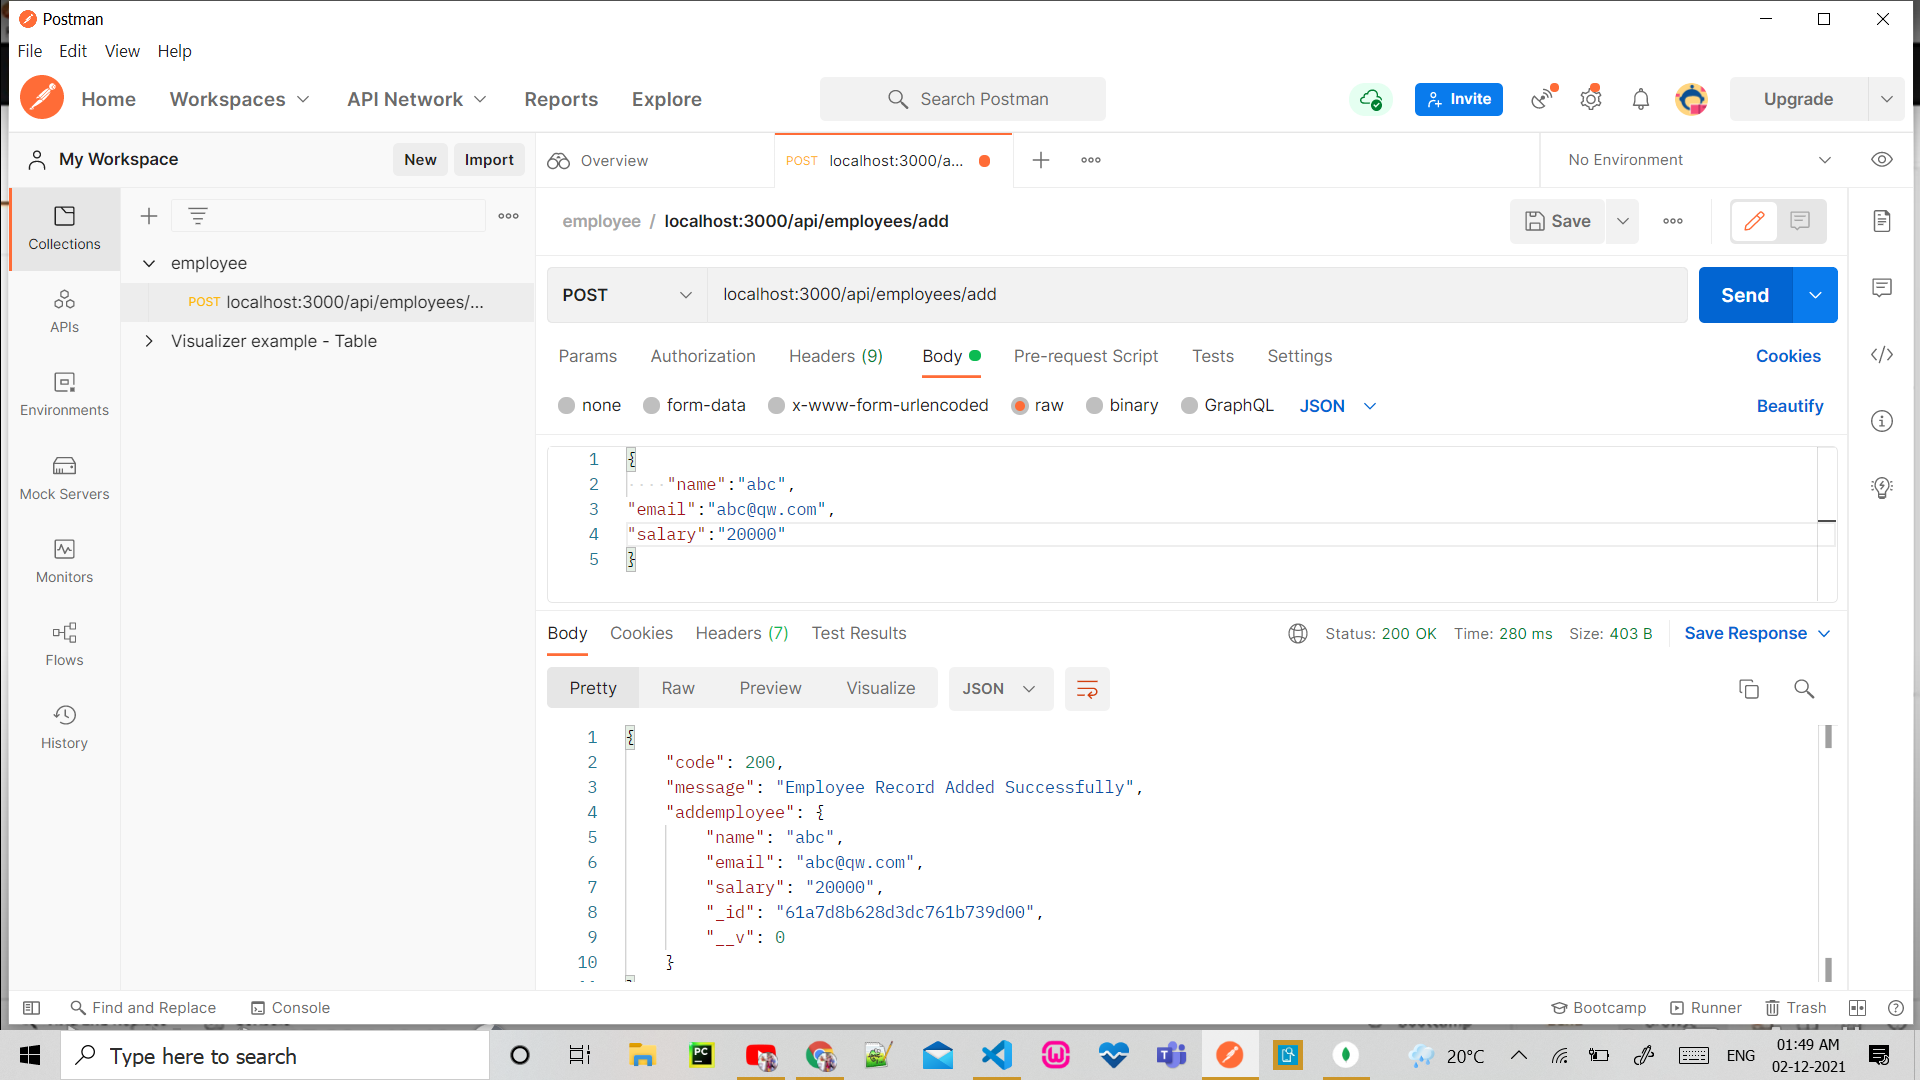 Postman
File Edit View Help
Home Workspaces API Network Reports Explore Search Postman Invite Upgrade
My Workspace New Import Overview POST localhost:3000/a... No Environment
employee / localhost:3000/api/employees/add Save
Collections
employee
POST localhost:3000/api/employees/...
Visualizer example - Table
APIs
Environments
Mock Servers
Monitors
Flows
History
POST localhost:3000/api/employees/add Send
Params Authorization Headers (9) Body Pre-request Script Tests Settings Cookies
none form-data x-www-form-urlencoded raw binary GraphQL JSON Beautify
1 {
2 ····"name":"abc",
3 "email":"abc@qw.com",
4 "salary":"20000"
5 }
Body Cookies Headers (7) Test Results Status: 200 OK Time: 280 ms Size: 403 B Save Response
Pretty Raw Preview Visualize JSON
1 {
2 "code": 200,
3 "message": "Employee Record Added Successfully",
4 "addemployee": {
5 "name": "abc",
6 "email": "abc@qw.com",
7 "salary": "20000",
8 "_id": "61a7d8b628d3dc761b739d00",
9 "__v": 0
10 }
Find and Replace Console Bootcamp Runner Trash
Type here to search PC 20°C ENG 01:49 AM
02-12-2021